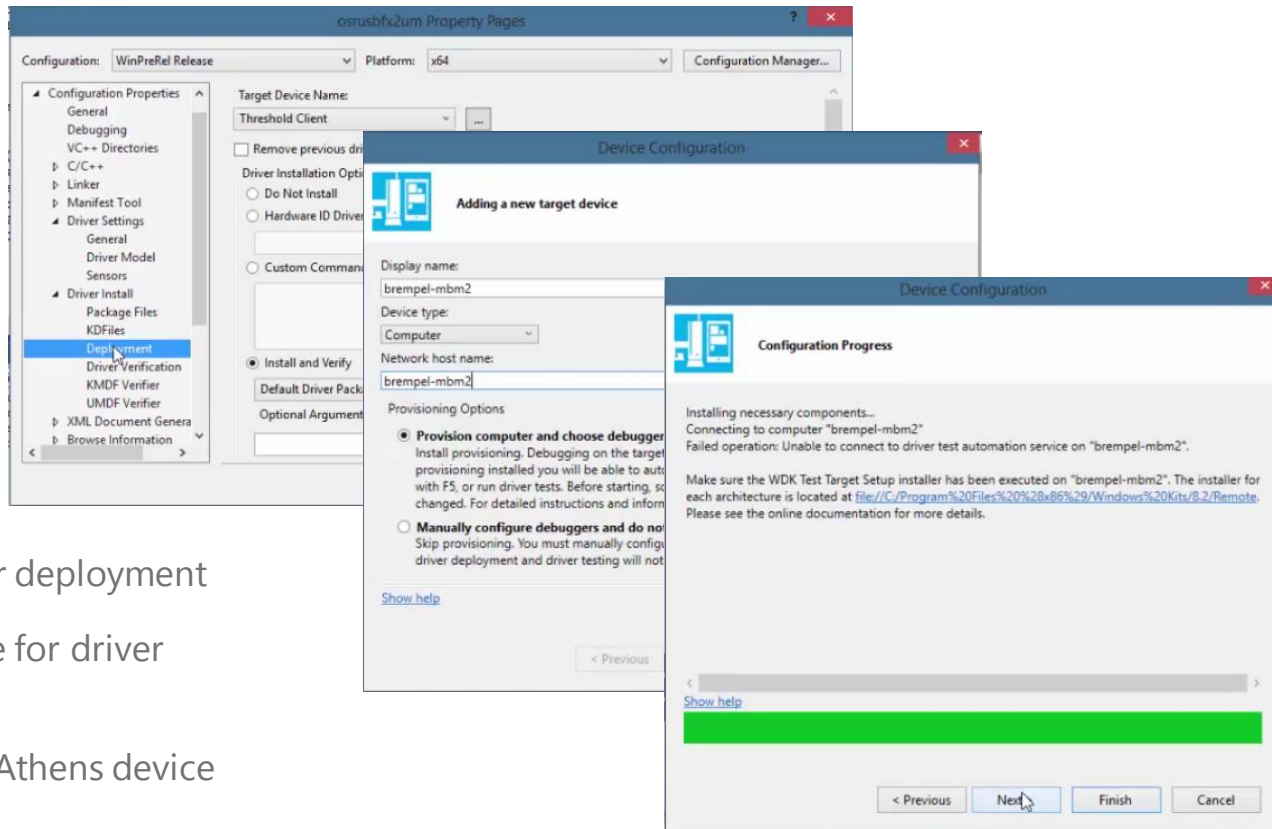 osrusbfx2um Property Pages
?
Configuration:
WinPreRel Release
Platform:
x64
Configuration Manager...
Configuration Properties
General
Debugging
VC++ Directories
C/C++
Linker
Manifest Tool
Driver Settings
General
Driver Model
Sensors
Driver Install
Package Files
KDFiles
Deployment
Driver Verification
KMDF Verifier
UMDF Verifier
XML Document Genera
Browse Information
Target Device Name:
Threshold Client
...
Remove previous dri
Driver Installation Opti
Do Not Install
Hardware ID Driver
Custom Command
Install and Verify
Default Driver Packa
Optional Argument
Device Configuration
Adding a new target device
Display name:
brempel-mbm2
Device type:
Computer
Network host name:
brempel-mbm2
Provisioning Options
Provision computer and choose debugger
Install provisioning. Debugging on the target
provisioning installed you will be able to auto
with F5, or run driver tests. Before starting, sc
changed. For detailed instructions and inform
Manually configure debuggers and do no
Skip provisioning. You must manually configu
driver deployment and driver testing will not
Show help
< Previous
Device Configuration
Configuration Progress
Installing necessary components...
Connecting to computer "brempel-mbm2"
Failed operation: Unable to connect to driver test automation service on "brempel-mbm2".
Make sure the WDK Test Target Setup installer has been executed on "brempel-mbm2". The installer for
each architecture is located at file://C:/Program%20Files%20%28x86%29/Windows%20Kits/8.2/Remote.
Please see the online documentation for more details.
Show help
< Previous
Next >
Finish
Cancel
r deployment
e for driver
Athens device